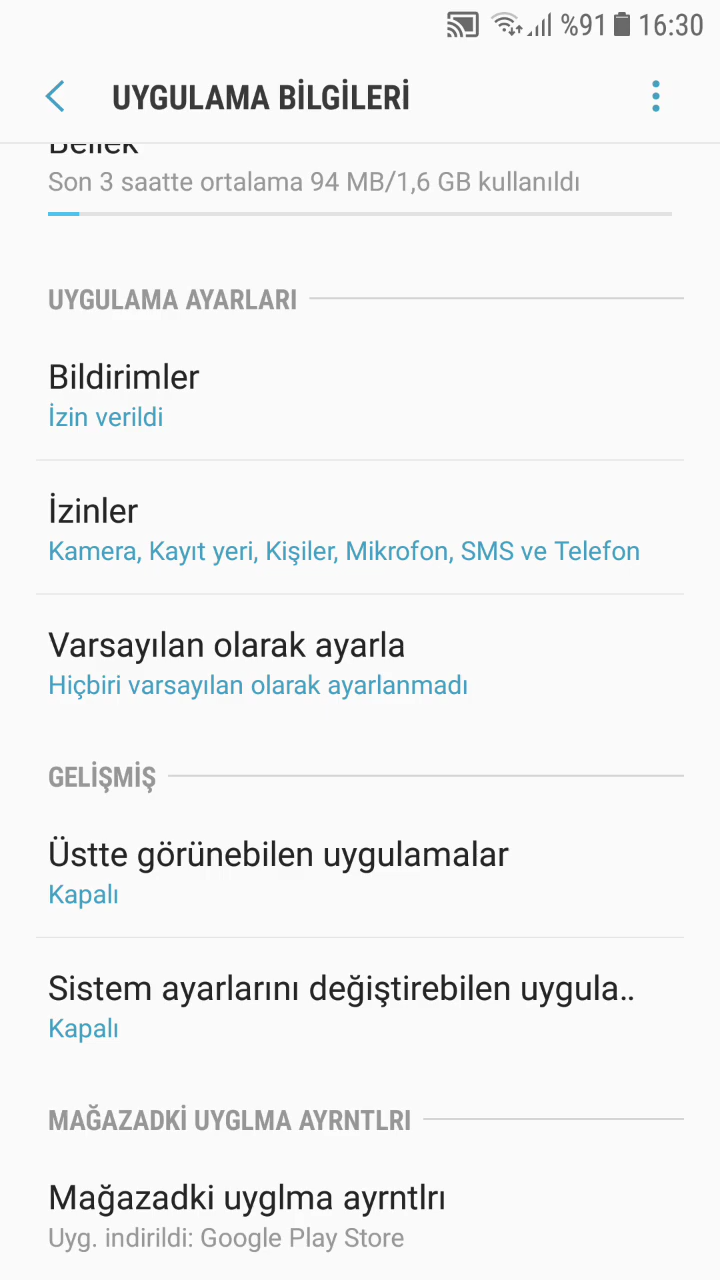 %91 16:30
UYGULAMA BİLGİLERİ
Bellek
Son 3 saatte ortalama 94 MB/1,6 GB kullanıldı
UYGULAMA AYARLARI
Bildirimler
İzin verildi
İzinler
Kamera, Kayıt yeri, Kişiler, Mikrofon, SMS ve Telefon
Varsayılan olarak ayarla
Hiçbiri varsayılan olarak ayarlanmadı
GELİŞMİŞ
Üstte görünebilen uygulamalar
Kapalı
Sistem ayarlarını değiştirebilen uygula..
Kapalı
MAĞAZADKİ UYGLMA AYRNTLRI
Mağazadki uyglma ayrntlrı
Uyg. indirildi: Google Play Store